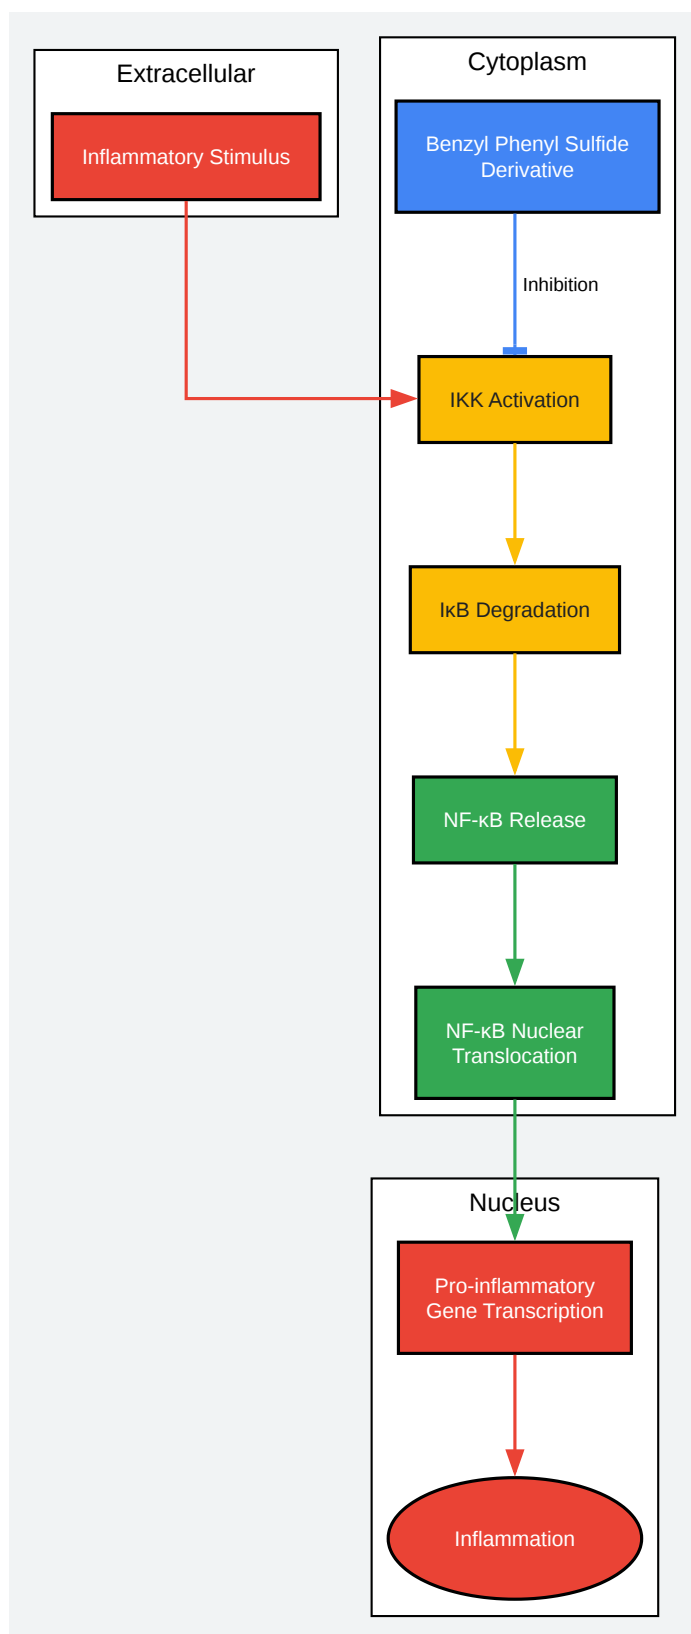 Extracellular
Inflammatory Stimulus
Cytoplasm
Benzyl Phenyl Sulfide
Derivative
Inhibition
IKK Activation
IκB Degradation
NF-κB Release
NF-κB Nuclear
Translocation
Nucleus
Pro-inflammatory
Gene Transcription
Inflammation